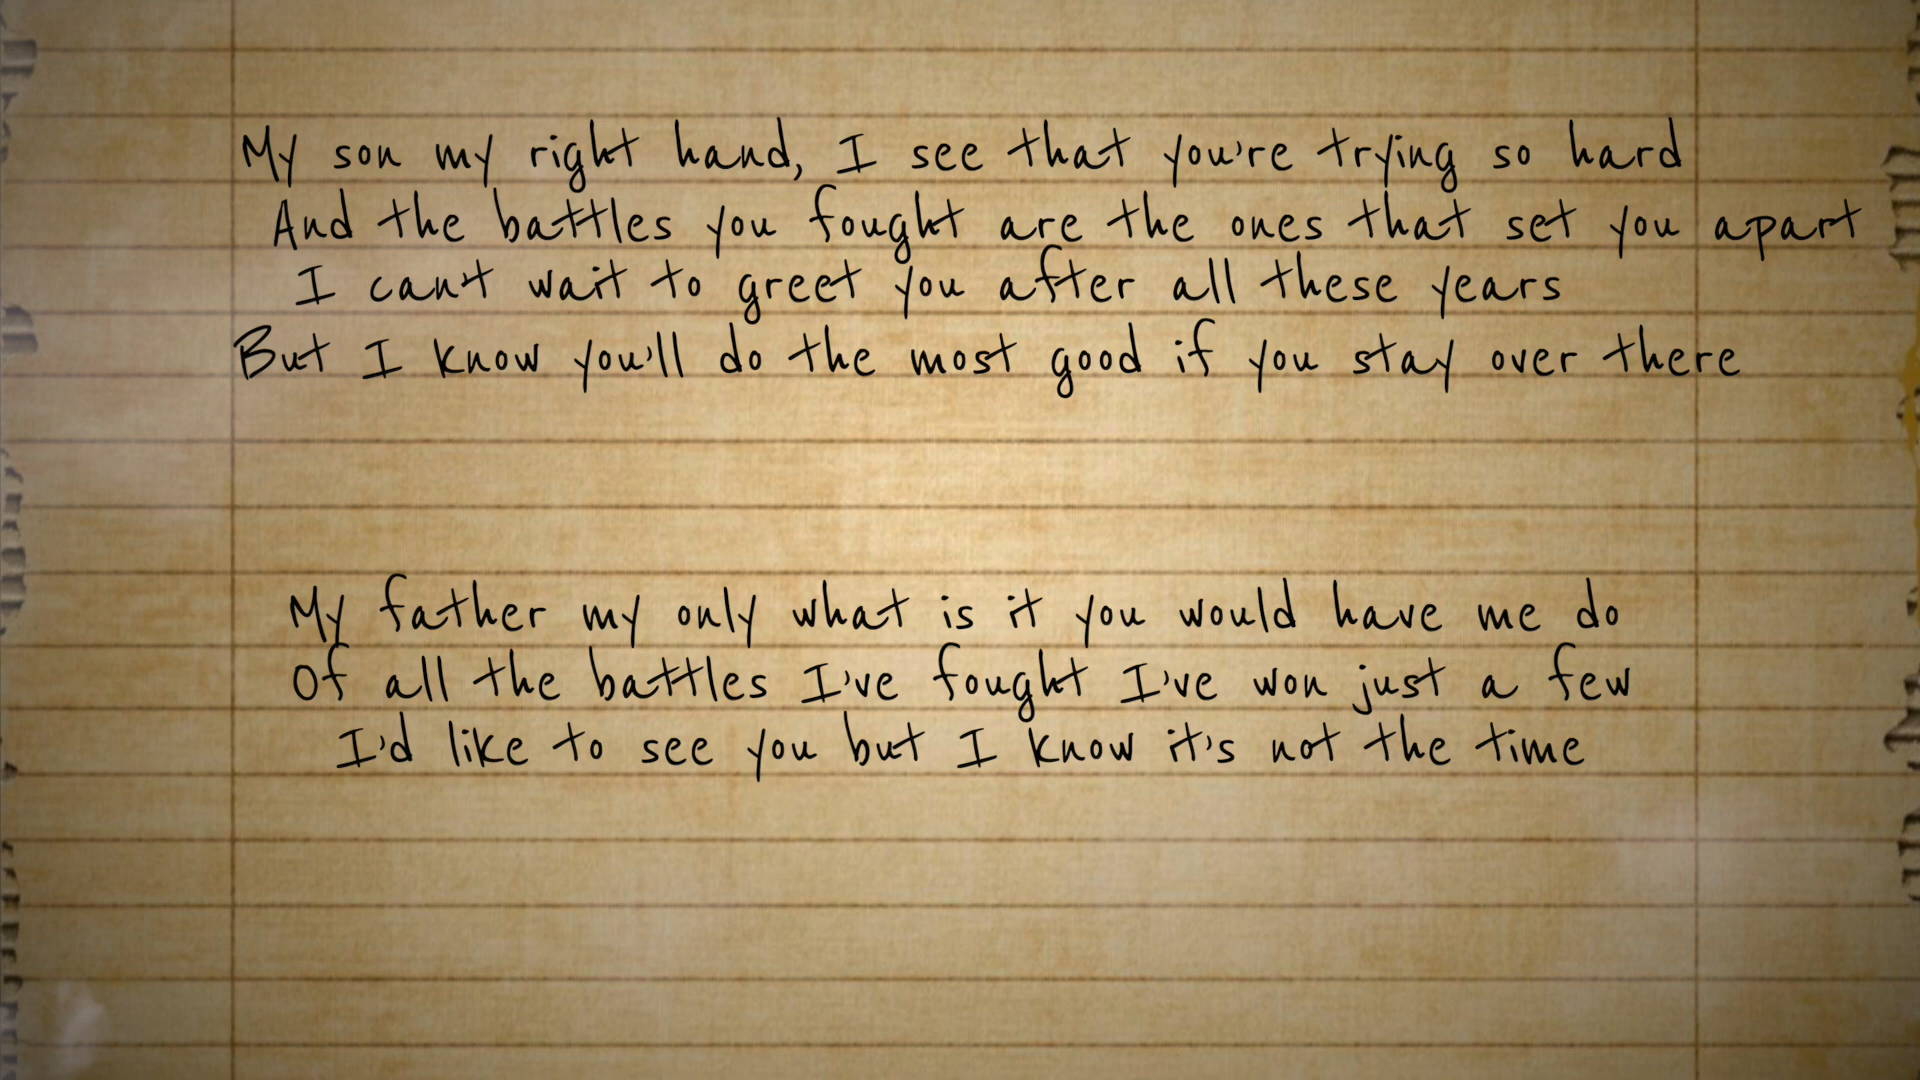 My son my right hand, I see that you're trying so hard
And the battles you fought are the ones that set you apart
I can't wait to greet you after all these years
But I know you'll do the most good if you stay over there
My father my only what is it you would have me do
Of all the battles I've fought I've won just a few
I'd like to see you but I know it's not the time